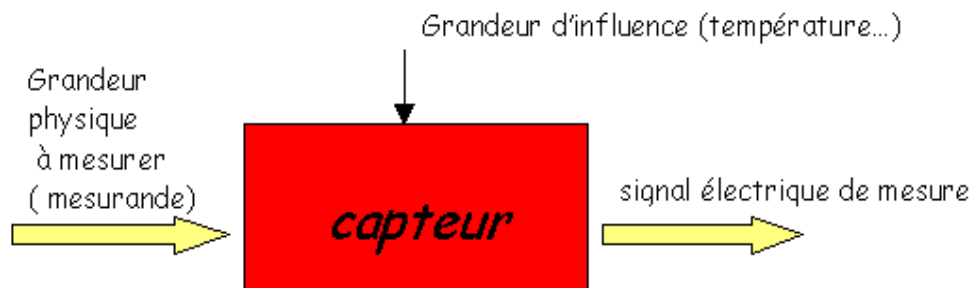 Grandeur d'influence (température...)
Grandeur
physique
à mesurer
( mesurande)
capteur
signal électrique de mesure